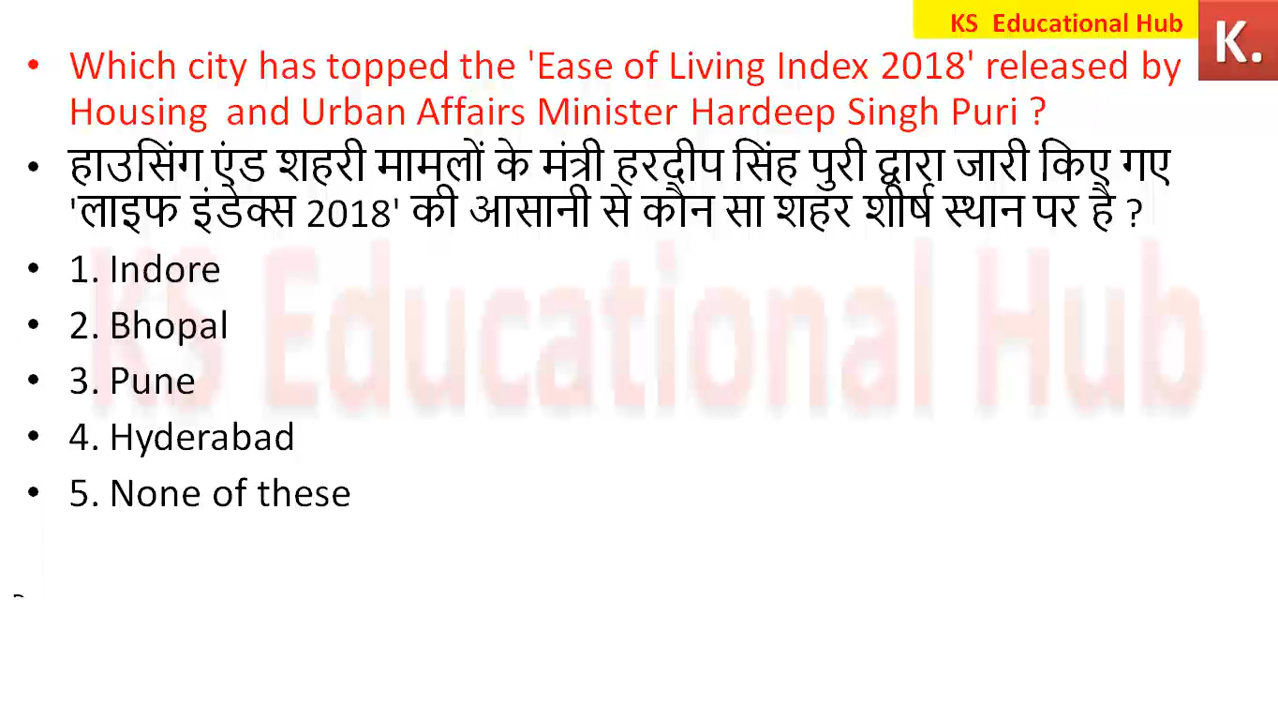 KS Educational Hub
K.
• Which city has topped the 'Ease of Living Index 2018' released by
Housing and Urban Affairs Minister Hardeep Singh Puri ?
• हाउसिंग एंड शहरी मामलों के मंत्री हरदीप सिंह पुरी द्वारा जारी किए गए
'लाइफ इंडेक्स 2018' की आसानी से कौन सा शहर शीर्ष स्थान पर है ?
• 1. Indore
• 2. Bhopal
• 3. Pune
• 4. Hyderabad
• 5. None of these
KS Educational Hub